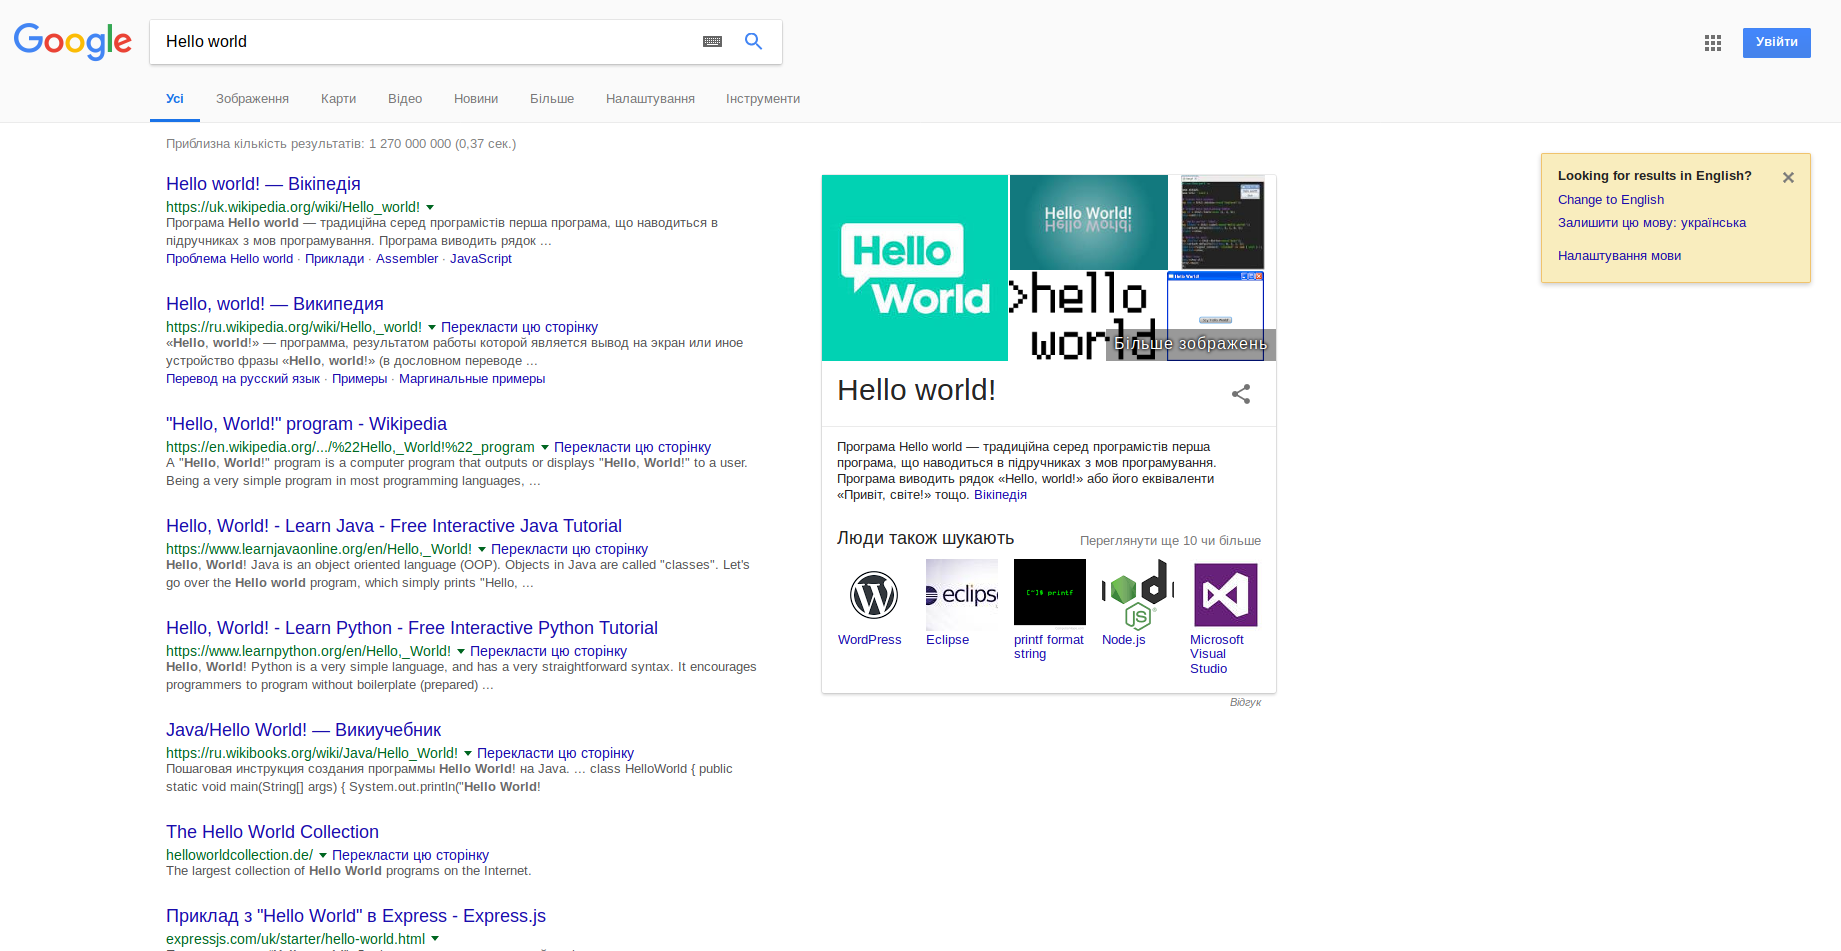 Google
Hello world
Увійти
Усі Зображення Карти Відео Новини Більше Налаштування Інструменти
Приблизна кількість результатів: 1 270 000 000 (0,37 сек.)
Hello world! — Вікіпедія
https://uk.wikipedia.org/wiki/Hello_world!
Програма Hello world — традиційна серед програмістів перша програма, що наводиться в
підручниках з мов програмування. Програма виводить рядок ...
Проблема Hello world · Приклади · Assembler · JavaScript
Hello, world! — Википедия
https://ru.wikipedia.org/wiki/Hello,_world! Перекласти цю сторінку
«Hello, world!» — программа, результатом работы которой является вывод на экран или иное
устройство фразы «Hello, world!» (в дословном переводе ...
Перевод на русский язык · Примеры · Маргинальные примеры
"Hello, World!" program - Wikipedia
https://en.wikipedia.org/.../%22Hello,_World!%22_program Перекласти цю сторінку
A "Hello, World!" program is a computer program that outputs or displays "Hello, World!" to a user.
Being a very simple program in most programming languages, ...
Hello, World! - Learn Java - Free Interactive Java Tutorial
https://www.learnjavaonline.org/en/Hello,_World! Перекласти цю сторінку
Hello, World! Java is an object oriented language (OOP). Objects in Java are called "classes". Let's
go over the Hello world program, which simply prints "Hello, ...
Hello, World! - Learn Python - Free Interactive Python Tutorial
https://www.learnpython.org/en/Hello,_World! Перекласти цю сторінку
Hello, World! Python is a very simple language, and has a very straightforward syntax. It encourages
programmers to program without boilerplate (prepared) ...
Java/Hello World! — Викиучебник
https://ru.wikibooks.org/wiki/Java/Hello_World! Перекласти цю сторінку
Пошаговая инструкция создания программы Hello World! на Java. ... class HelloWorld { public
static void main(String[] args) { System.out.println("Hello World!
The Hello World Collection
helloworldcollection.de/ Перекласти цю сторінку
The largest collection of Hello World programs on the Internet.
Приклад з "Hello World" в Express - Express.js
expressjs.com/uk/starter/hello-world.html
Hello
World
Hello World!
>hello
world
Hello World
Більше зображень
Hello world!
Програма Hello world — традиційна серед програмістів перша
програма, що наводиться в підручниках з мов програмування.
Програма виводить рядок «Hello, world!» або його еквіваленти
«Привіт, світе!» тощо. Вікіпедія
Люди також шукають
Переглянути ще 10 чи більше
eclips
[~]# printf
JS
WordPress
Eclipse
printf format
string
Node.js
Microsoft
Visual
Studio
Відгук
Looking for results in English?
Change to English
Залишити цю мову: українська
Налаштування мови